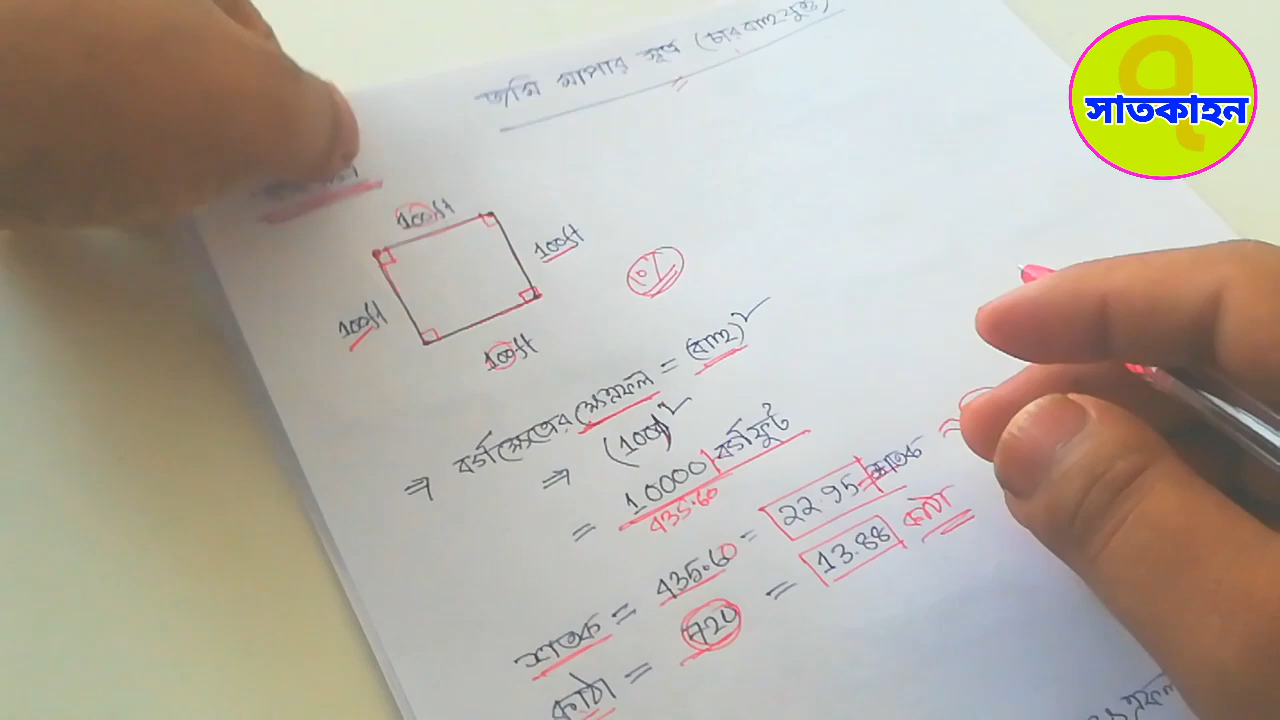 জমি মাপার সূত্র (চার বাহুযুক্ত)
সাতকাহন
100ft
100ft
100ft
100ft
⇒ বর্গক্ষেত্রের ক্ষেত্রফল = (বাহু)²
⇒ (100)²
= 10000 বর্গফুট
435.60
শতক = 435.60 = 22.95 শতক
কাঠা = 720 = 13.88 কাঠা